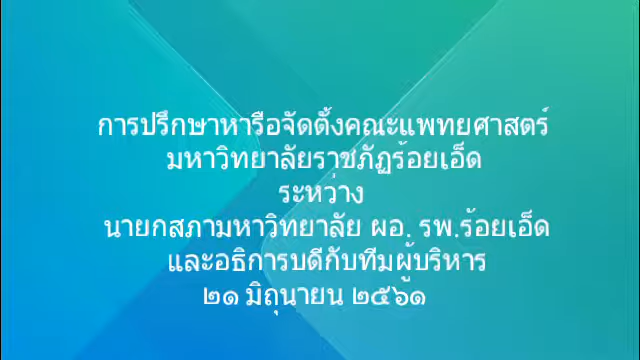 การปรึกษาหารือจัดตั้งคณะแพทยศาสตร์
มหาวิทยาลัยราชภัฏร้อยเอ็ด
ระหว่าง
นายกสภามหาวิทยาลัย ผอ. รพ.ร้อยเอ็ด
และอธิการบดีกับทีมผู้บริหาร
๒๑ มิถุนายน ๒๕๖๑